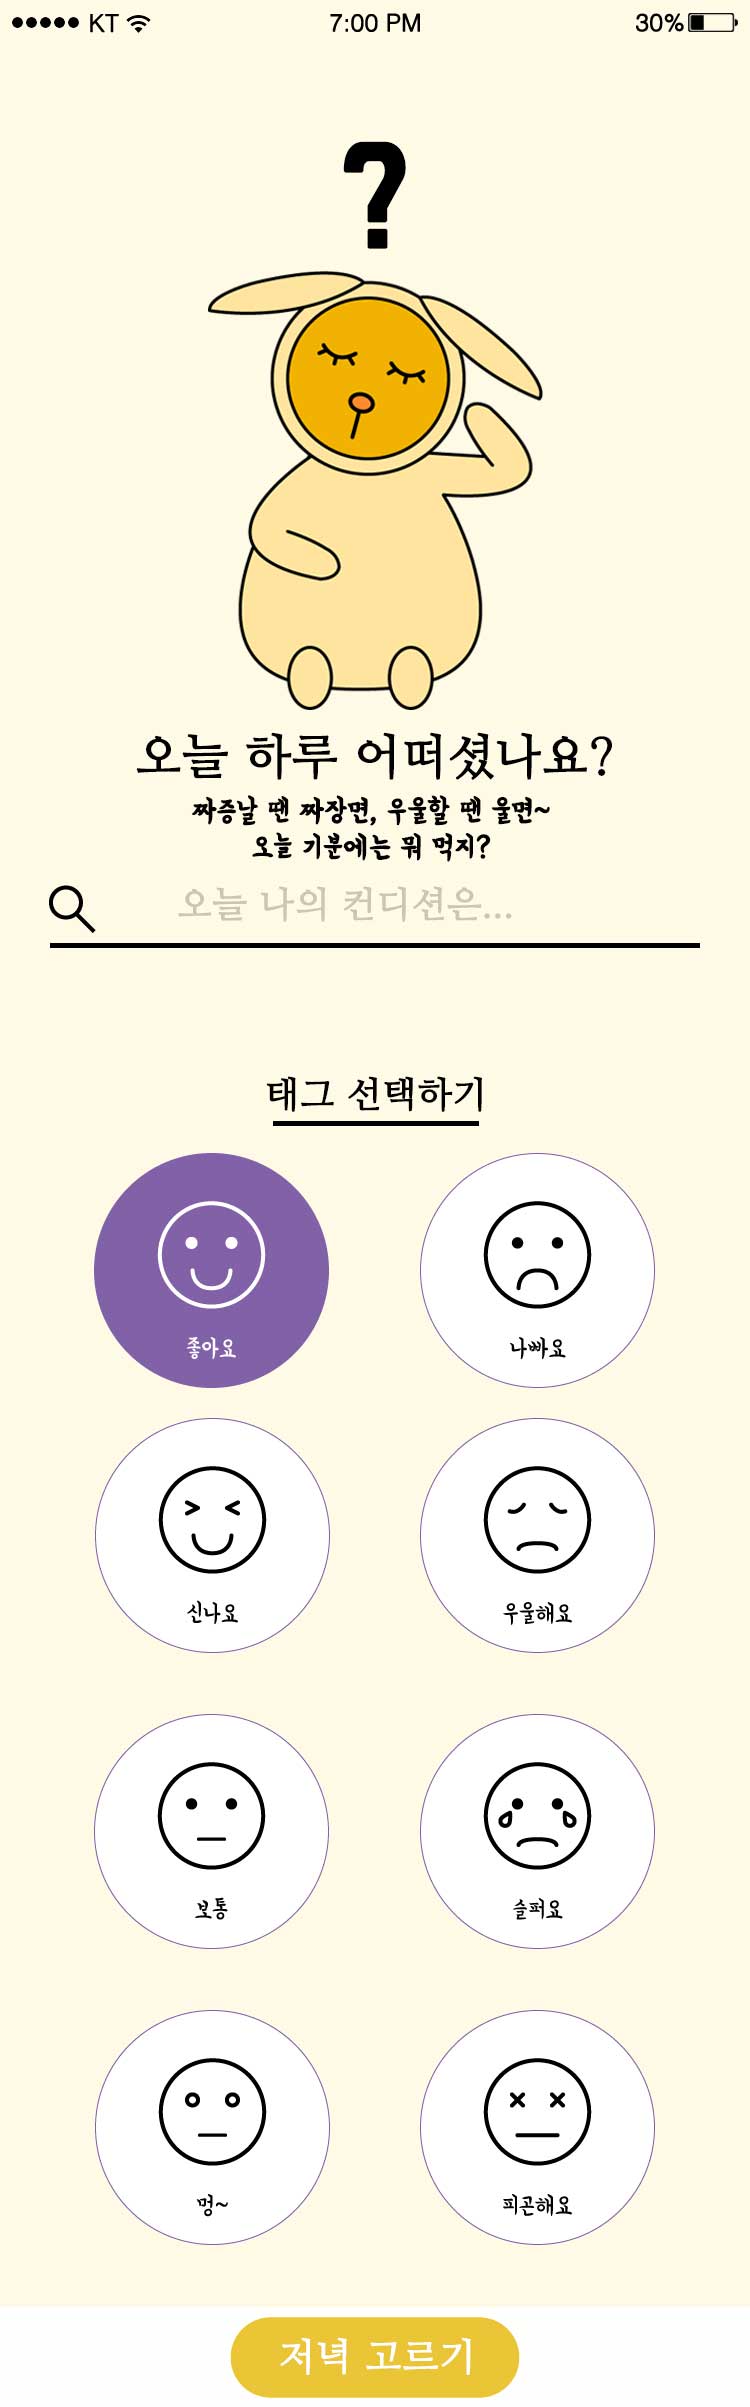 KT 7:00 PM 30%
?
오늘 하루 어떠셨나요?
짜증날 땐 짜장면, 우울할 땐 울면~
오늘 기분에는 뭐 먹지?
오늘 나의 컨디션은...
태그 선택하기
좋아요 나빠요
신나요 우울해요
보통 슬퍼요
멍~ 피곤해요
저녁 고르기